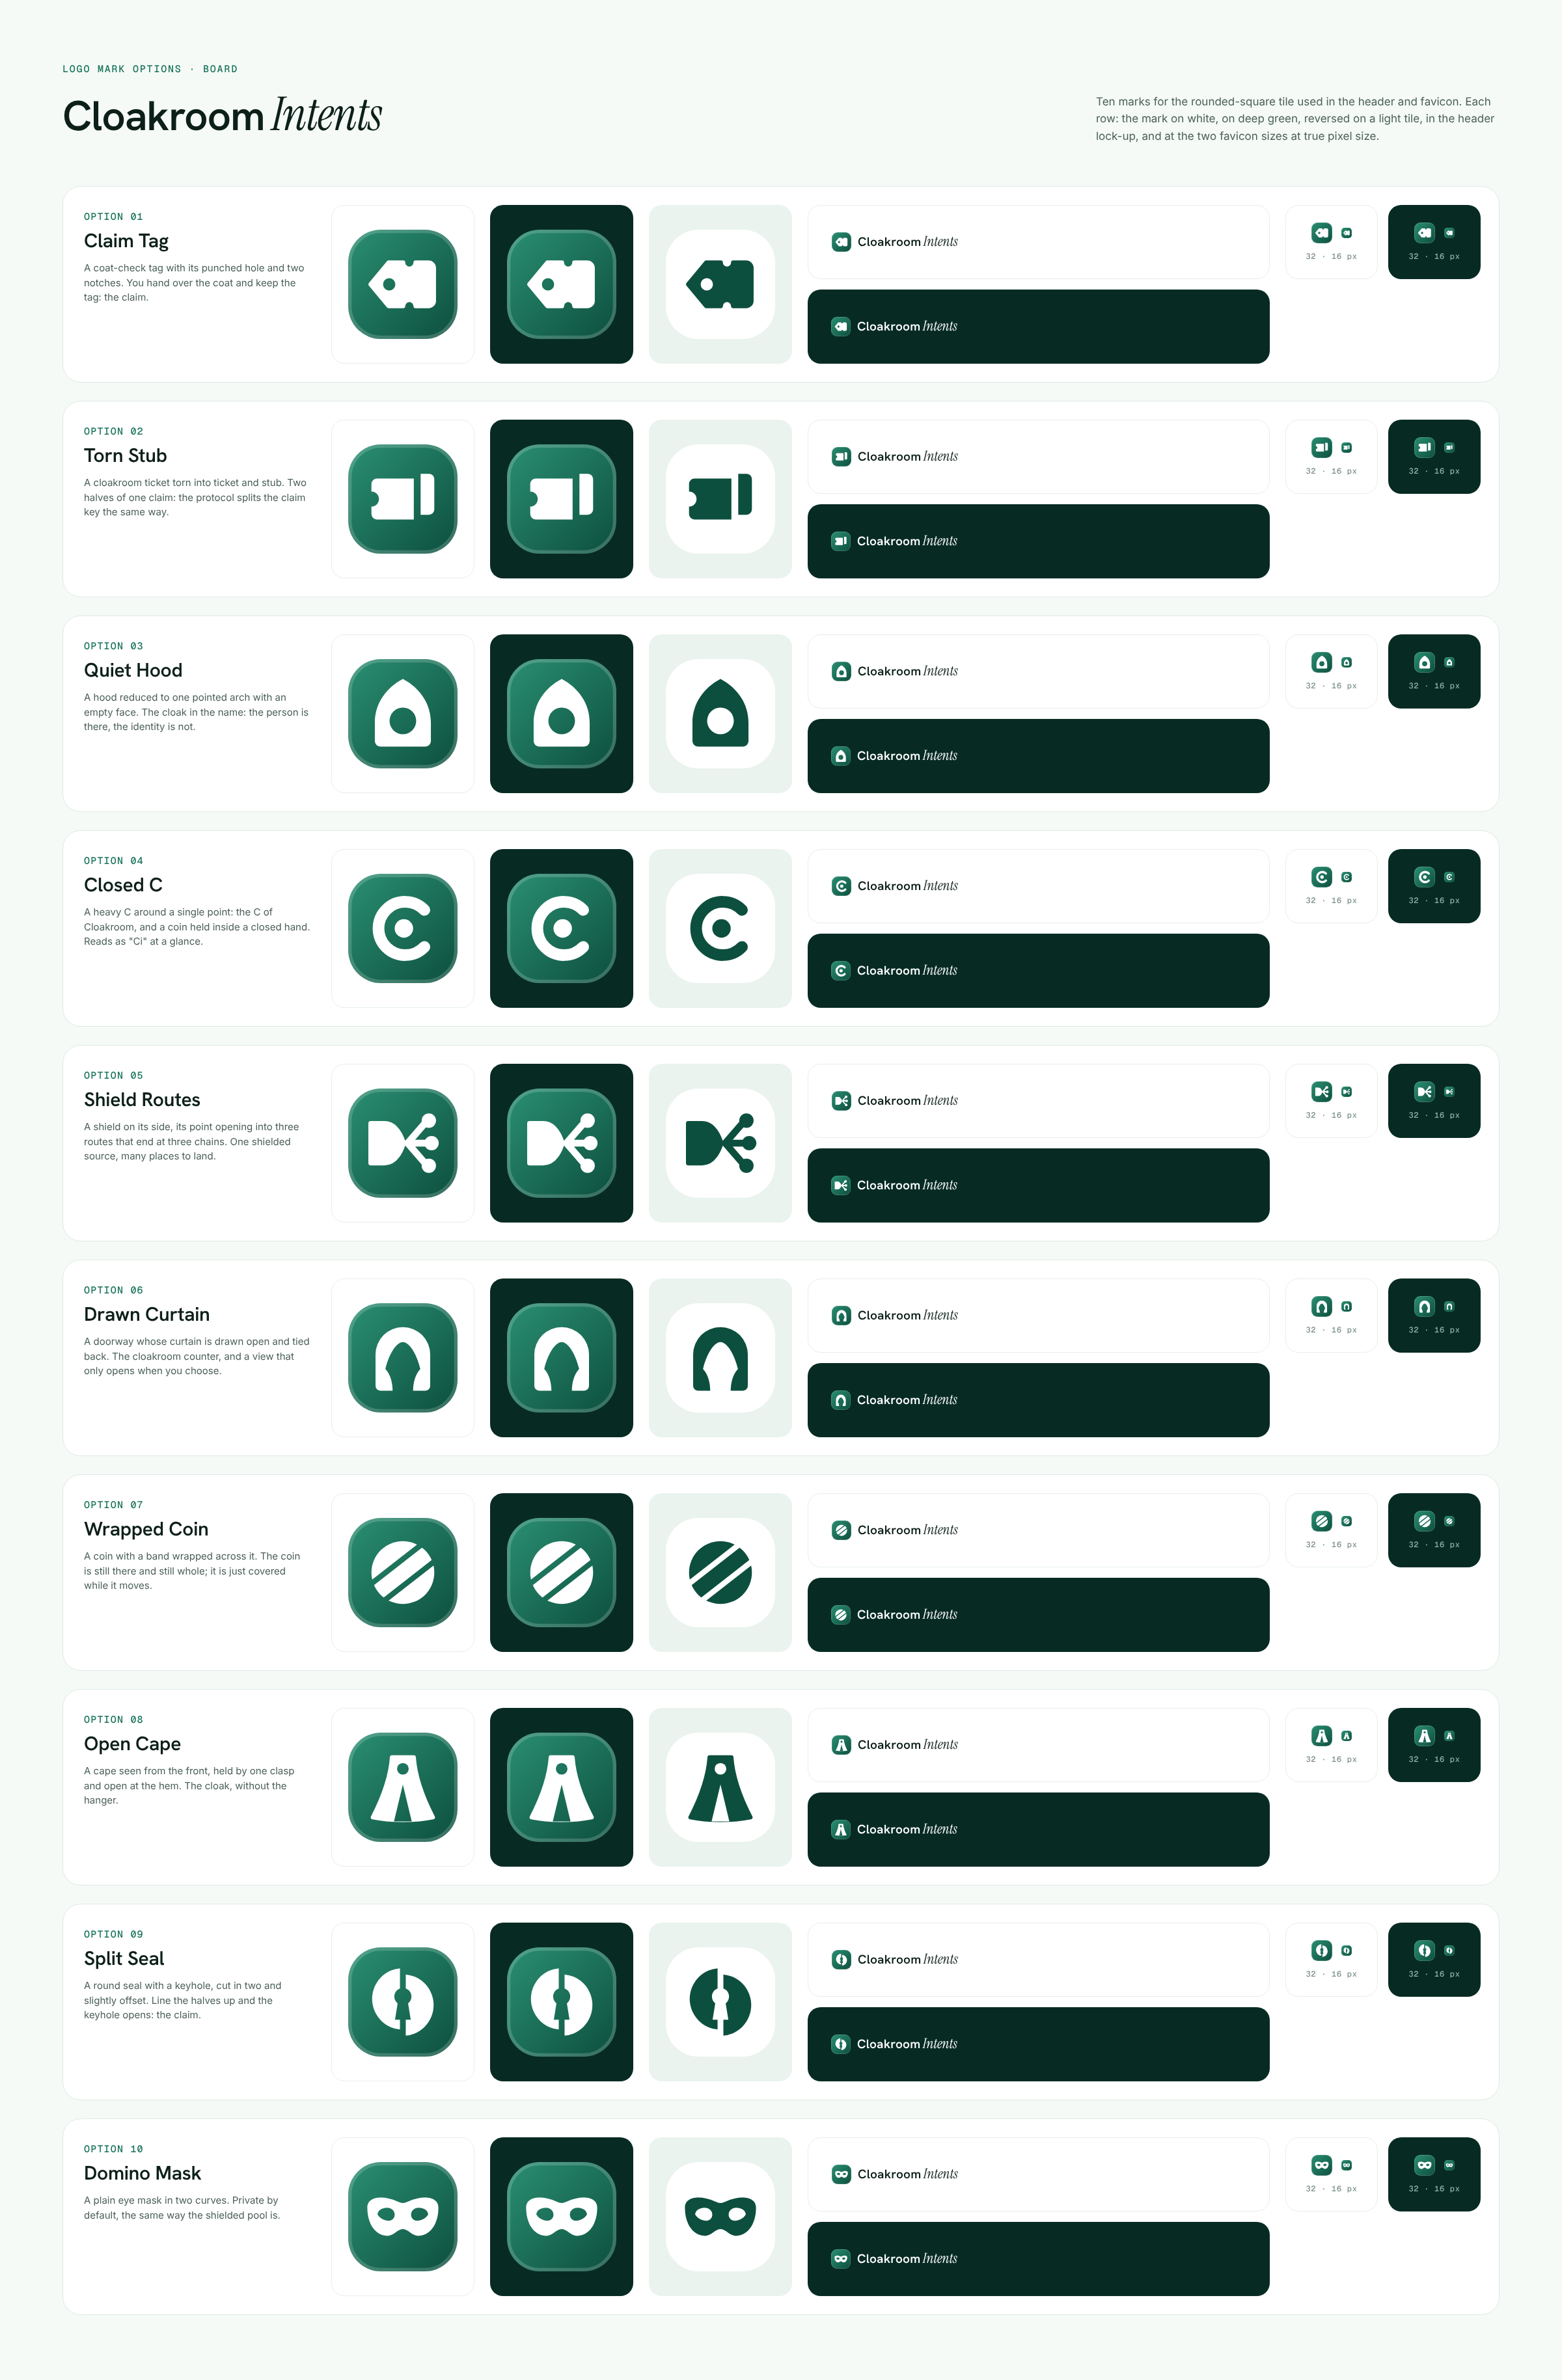 LOGO MARK OPTIONS · BOARD
Cloakroom Intents
Ten marks for the rounded-square tile used in the header and favicon. Each
row: the mark on white, on deep green, reversed on a light tile, in the header
lock-up, and at the two favicon sizes at true pixel size.
OPTION 01
Claim Tag
A coat-check tag with its punched hole and two
notches. You hand over the coat and keep the
tag: the claim.
Cloakroom Intents
Cloakroom Intents
32 · 16 px
32 · 16 px
OPTION 02
Torn Stub
A cloakroom ticket torn into ticket and stub. Two
halves of one claim: the protocol splits the claim
key the same way.
Cloakroom Intents
Cloakroom Intents
32 · 16 px
32 · 16 px
OPTION 03
Quiet Hood
A hood reduced to one pointed arch with an
empty face. The cloak in the name: the person is
there, the identity is not.
Cloakroom Intents
Cloakroom Intents
32 · 16 px
32 · 16 px
OPTION 04
Closed C
A heavy C around a single point: the C of
Cloakroom, and a coin held inside a closed hand.
Reads as "Ci" at a glance.
Cloakroom Intents
Cloakroom Intents
32 · 16 px
32 · 16 px
OPTION 05
Shield Routes
A shield on its side, its point opening into three
routes that end at three chains. One shielded
source, many places to land.
Cloakroom Intents
Cloakroom Intents
32 · 16 px
32 · 16 px
OPTION 06
Drawn Curtain
A doorway whose curtain is drawn open and tied
back. The cloakroom counter, and a view that
only opens when you choose.
Cloakroom Intents
Cloakroom Intents
32 · 16 px
32 · 16 px
OPTION 07
Wrapped Coin
A coin with a band wrapped across it. The coin
is still there and still whole; it is just covered
while it moves.
Cloakroom Intents
Cloakroom Intents
32 · 16 px
32 · 16 px
OPTION 08
Open Cape
A cape seen from the front, held by one clasp
and open at the hem. The cloak, without the
hanger.
Cloakroom Intents
Cloakroom Intents
32 · 16 px
32 · 16 px
OPTION 09
Split Seal
A round seal with a keyhole, cut in two and
slightly offset. Line the halves up and the
keyhole opens: the claim.
Cloakroom Intents
Cloakroom Intents
32 · 16 px
32 · 16 px
OPTION 10
Domino Mask
A plain eye mask in two curves. Private by
default, the same way the shielded pool is.
Cloakroom Intents
Cloakroom Intents
32 · 16 px
32 · 16 px